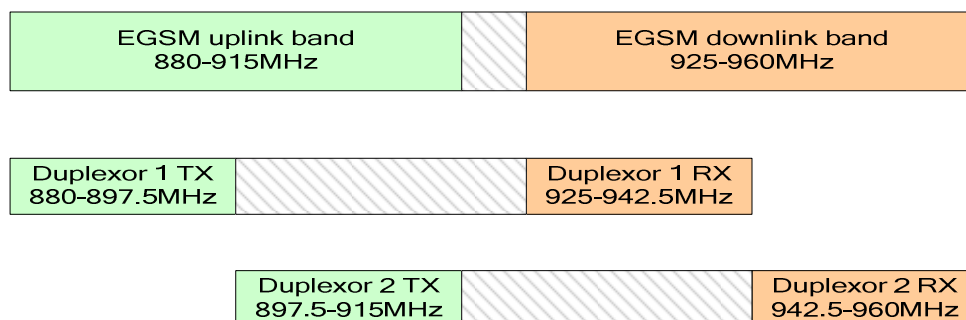 EGSM uplink band
880-915MHz
EGSM downlink band
925-960MHz
Duplexor 1 TX
880-897.5MHz
Duplexor 1 RX
925-942.5MHz
Duplexor 2 TX
897.5-915MHz
Duplexor 2 RX
942.5-960MHz